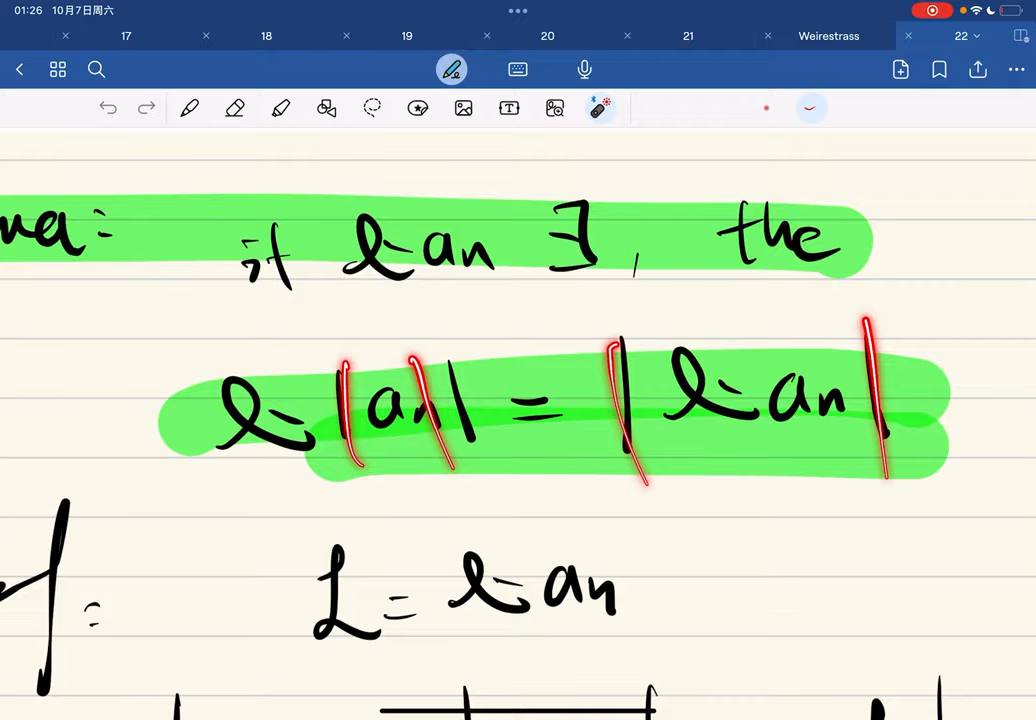 01:26 10月7日周六
17 18 19 20 21 Weirestrass 22
ma: if lim an ∃, the
lim |an| = | lim an |
L = lim an